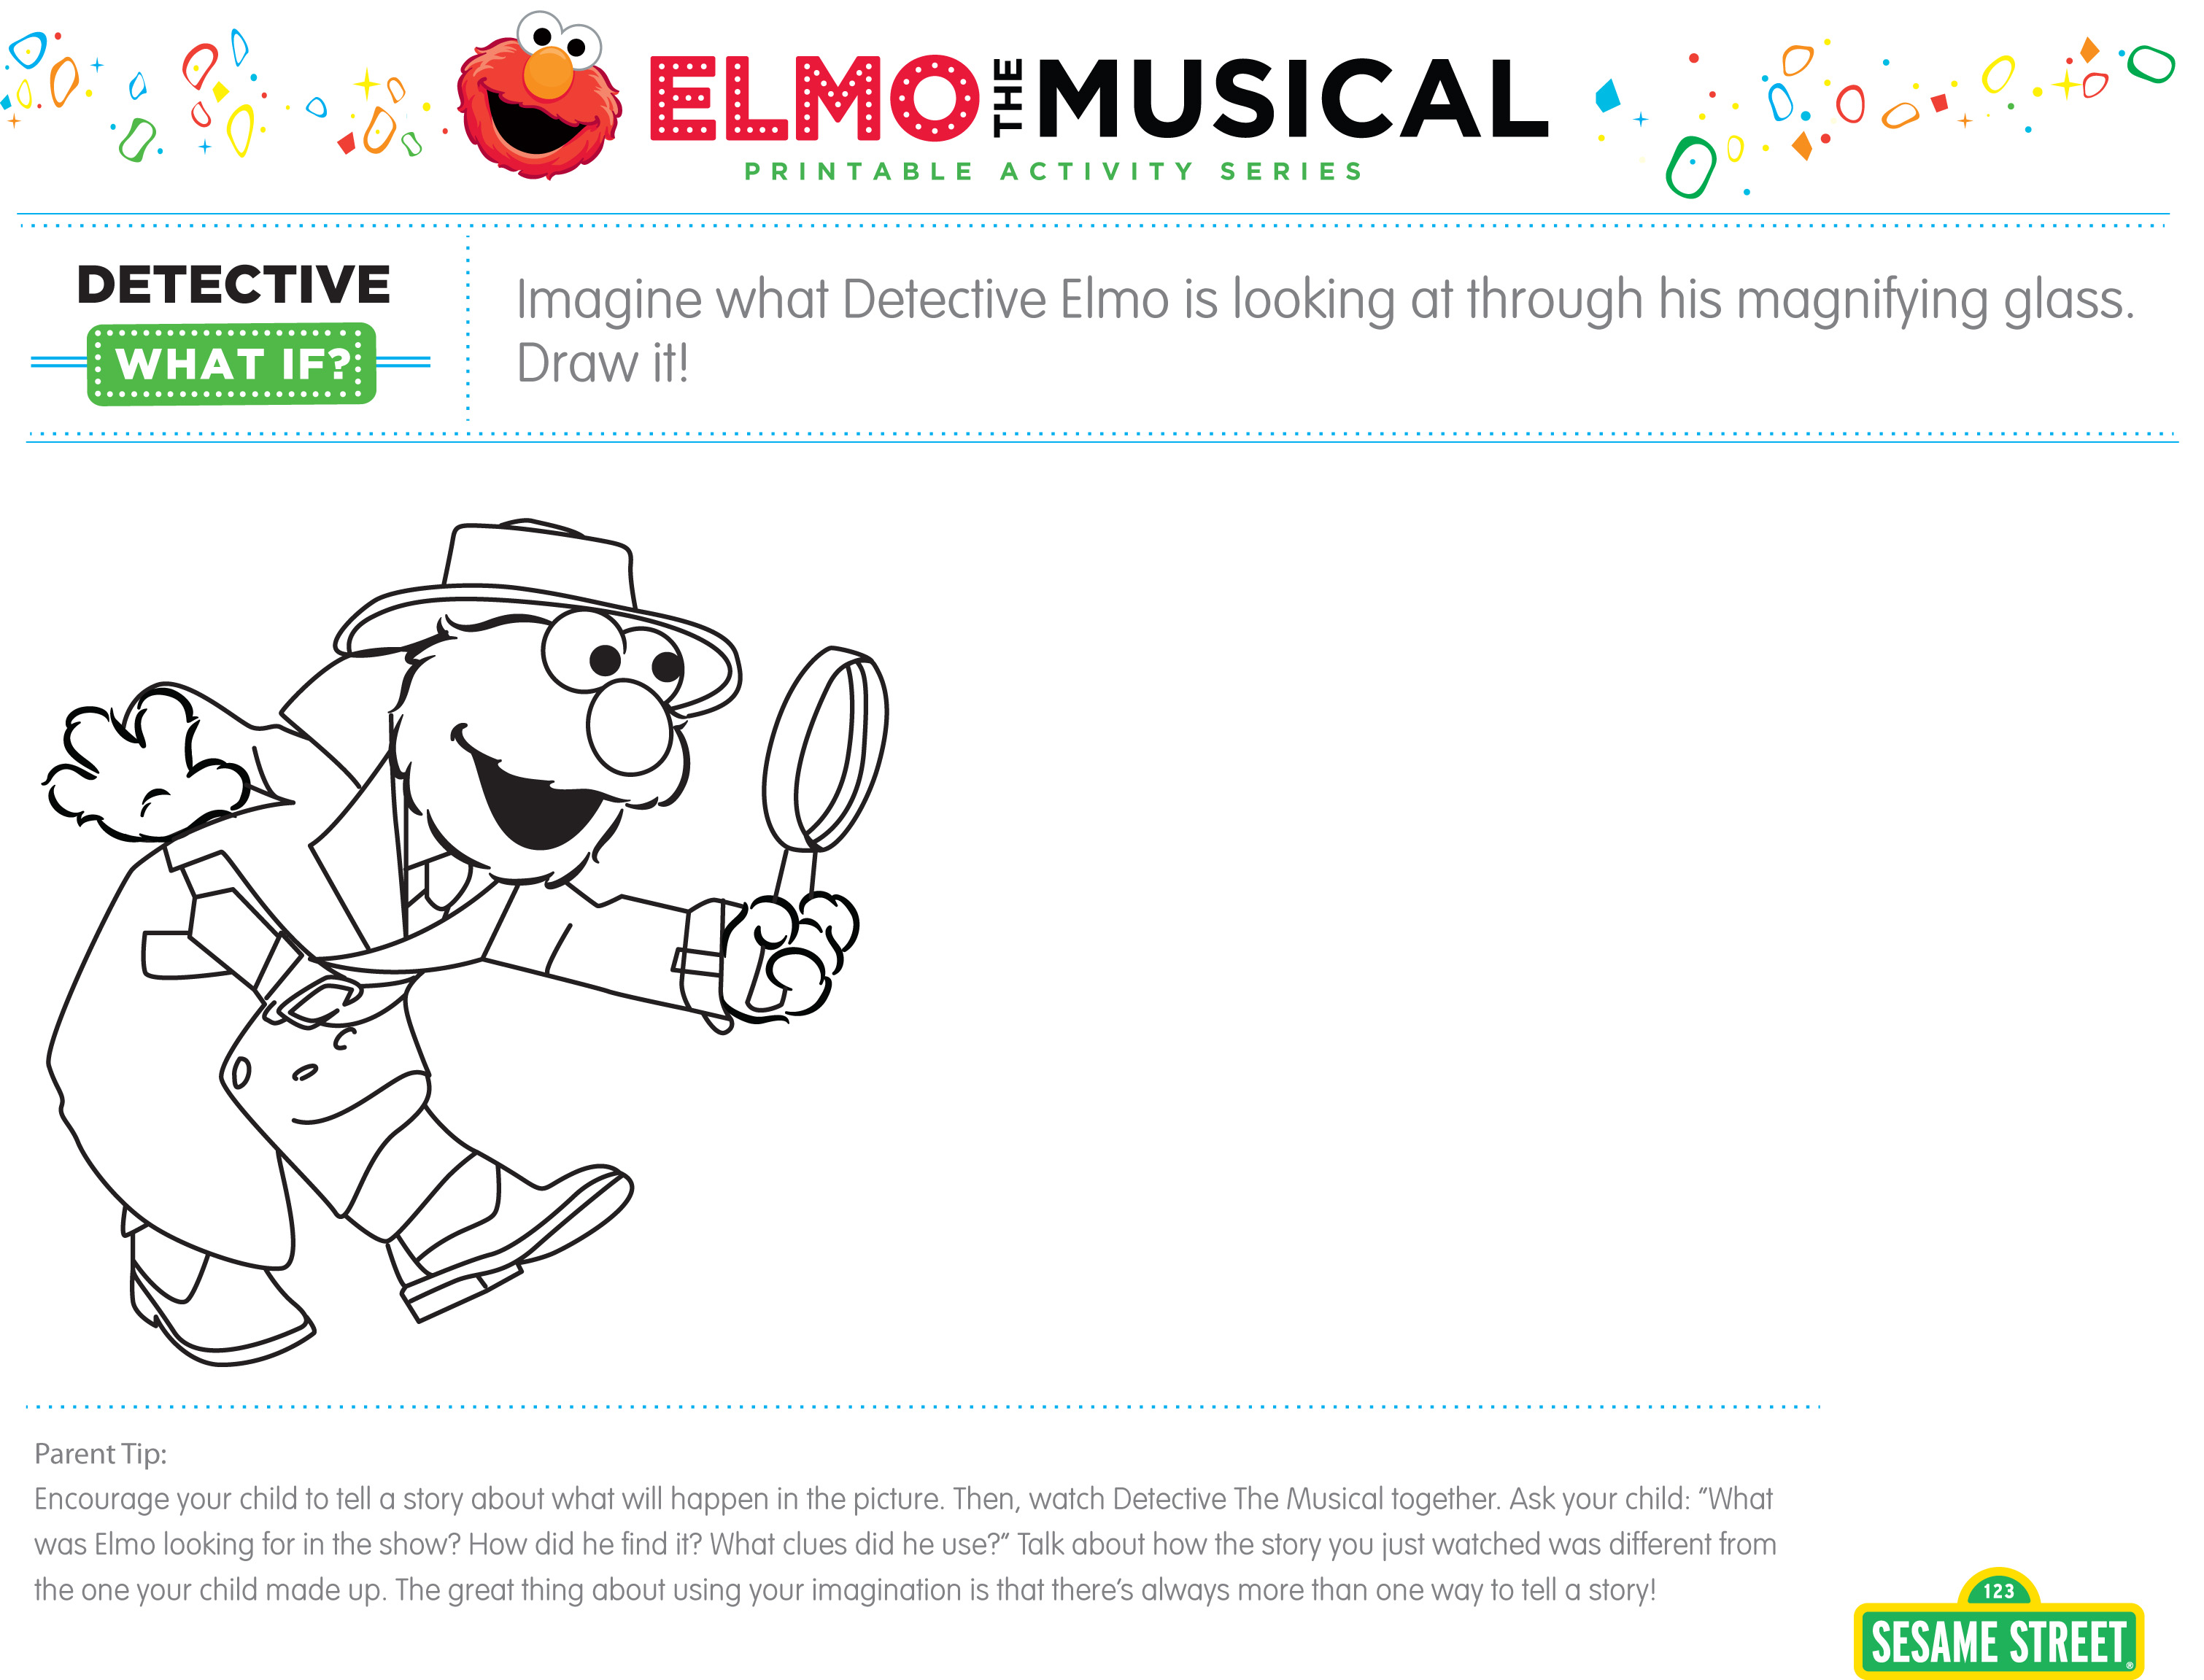 ELMO THE MUSICAL
PRINTABLE ACTIVITY SERIES
DETECTIVE
WHAT IF?
Imagine what Detective Elmo is looking at through his magnifying glass.
Draw it!
Parent Tip:
Encourage your child to tell a story about what will happen in the picture. Then, watch Detective The Musical together. Ask your child: “What
was Elmo looking for in the show? How did he find it? What clues did he use?” Talk about how the story you just watched was different from
the one your child made up. The great thing about using your imagination is that there’s always more than one way to tell a story!
123
SESAME STREET®